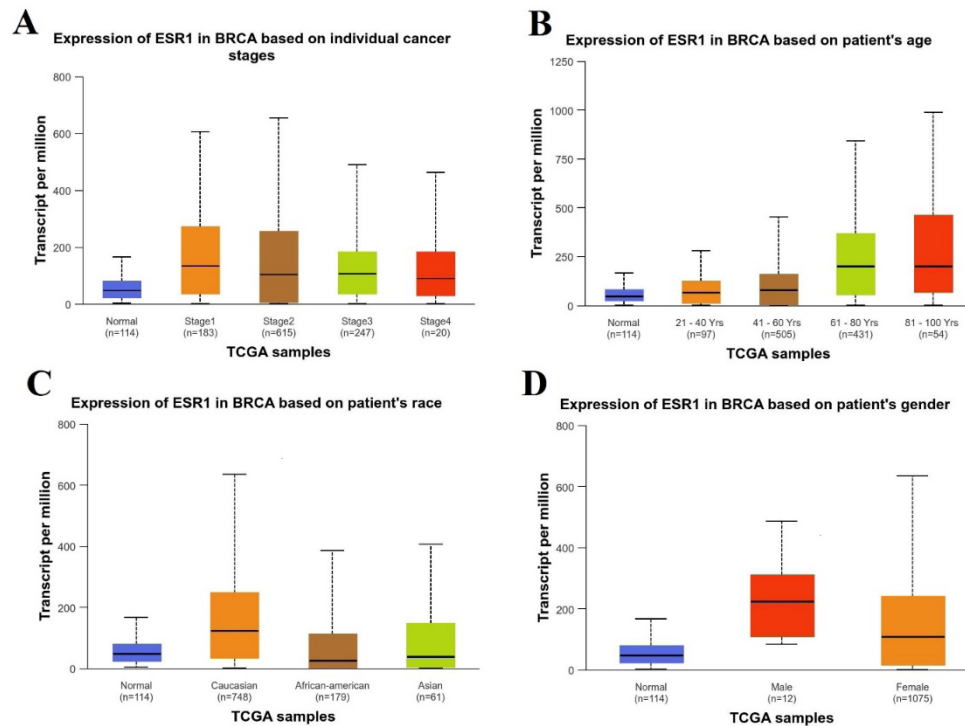 A
Expression of ESR1 in BRCA based on individual cancer
stages
Transcript per million
800
600
400
200
0
Normal
(n=114)
Stage1
(n=183)
Stage2
(n=615)
Stage3
(n=247)
Stage4
(n=20)
TCGA samples
B
Expression of ESR1 in BRCA based on patient's age
Transcript per million
1250
1000
750
500
250
0
Normal
(n=114)
21 - 40 Yrs
(n=97)
41 - 60 Yrs
(n=505)
61 - 80 Yrs
(n=431)
81 - 100 Yrs
(n=54)
TCGA samples
C
Expression of ESR1 in BRCA based on patient's race
Transcript per million
800
600
400
200
0
Normal
(n=114)
Caucasian
(n=748)
African-american
(n=179)
Asian
(n=61)
TCGA samples
D
Expression of ESR1 in BRCA based on patient's gender
Transcript per million
800
600
400
200
0
Normal
(n=114)
Male
(n=12)
Female
(n=1075)
TCGA samples